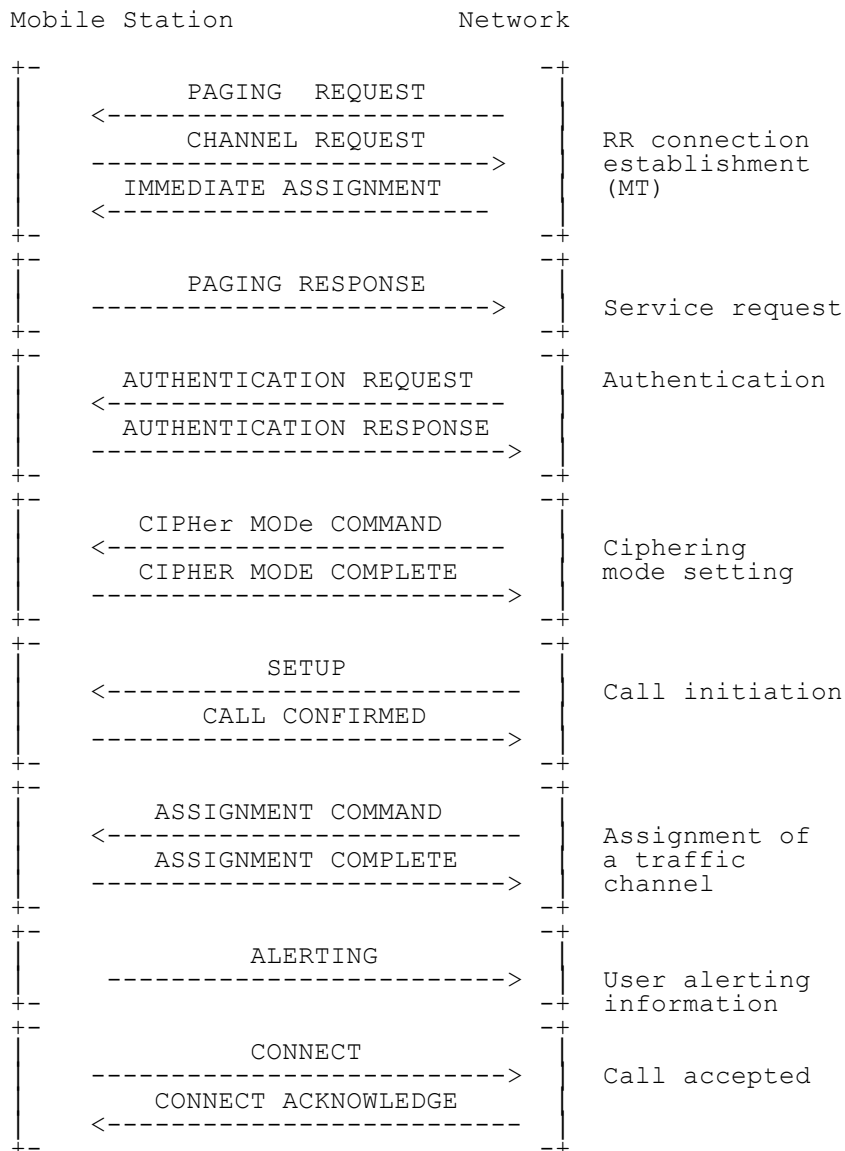 Mobile Station Network
PAGING REQUEST
CHANNEL REQUEST
RR connection
establishment
IMMEDIATE ASSIGNMENT
(MT)
PAGING RESPONSE
Service request
AUTHENTICATION REQUEST
Authentication
AUTHENTICATION RESPONSE
CIPHer MODe COMMAND
Ciphering
CIPHER MODE COMPLETE
mode setting
SETUP
Call initiation
CALL CONFIRMED
ASSIGNMENT COMMAND
Assignment of
ASSIGNMENT COMPLETE
a traffic
channel
ALERTING
User alerting
information
CONNECT
Call accepted
CONNECT ACKNOWLEDGE